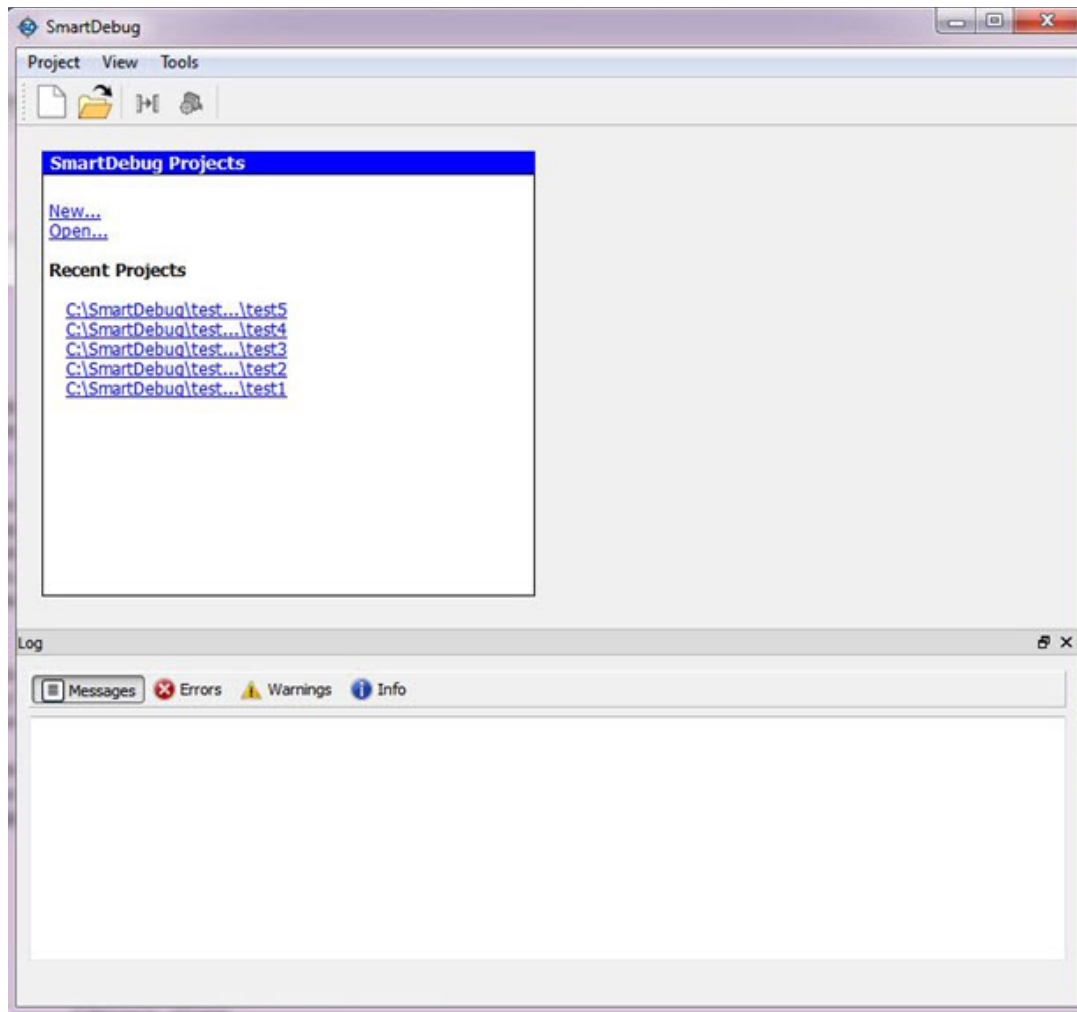 SmartDebug
Project View Tools
SmartDebug Projects
New...
Open...
Recent Projects
C:\SmartDebug\test...\test5
C:\SmartDebug\test...\test4
C:\SmartDebug\test...\test3
C:\SmartDebug\test...\test2
C:\SmartDebug\test...\test1
Log
Messages Errors Warnings Info